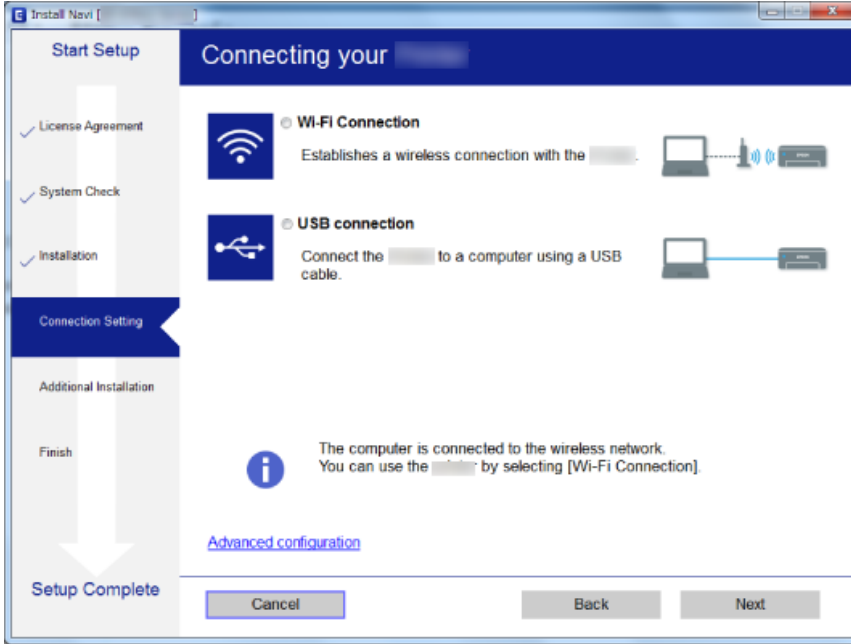 Install Navi [ ]
Start Setup
Connecting your
License Agreement
System Check
Installation
Connection Setting
Additional Installation
Finish
Setup Complete
Wi-Fi Connection
Establishes a wireless connection with the .
USB connection
Connect the to a computer using a USB
cable.
The computer is connected to the wireless network.
You can use the by selecting [Wi-Fi Connection].
Advanced configuration
Cancel
Back
Next